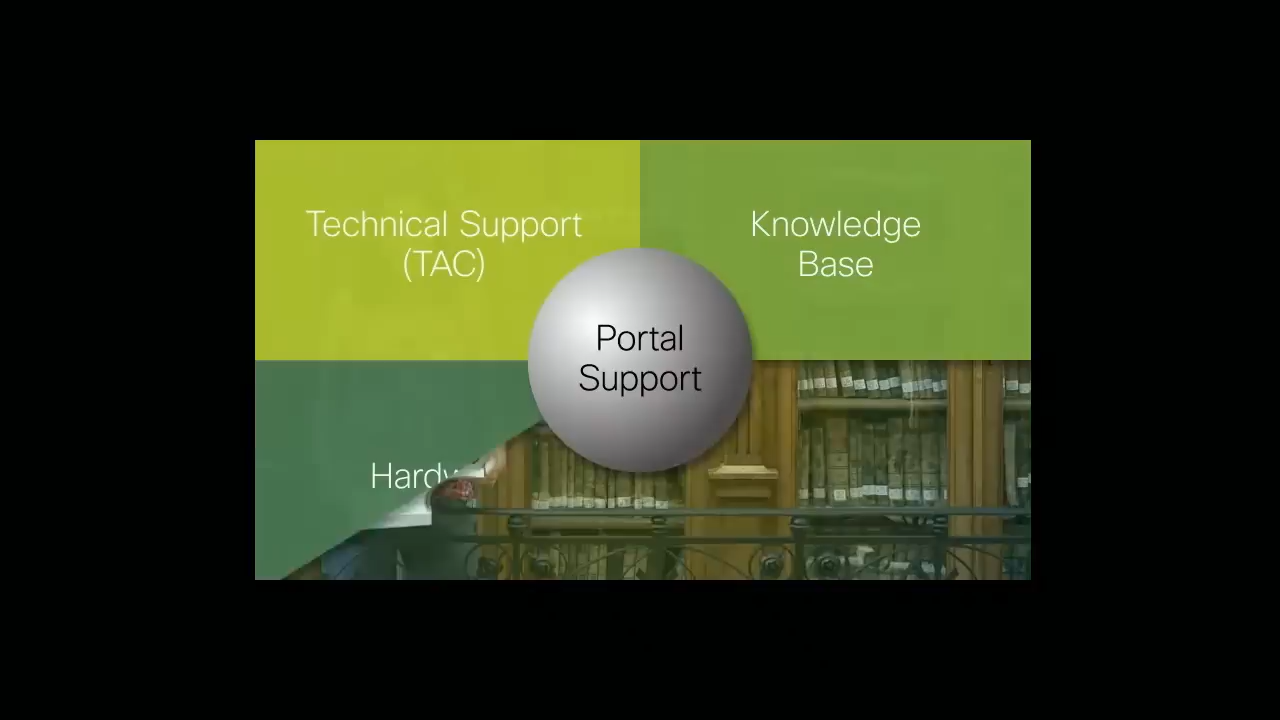 Technical Support
(TAC)
Knowledge
Base
Portal
Support